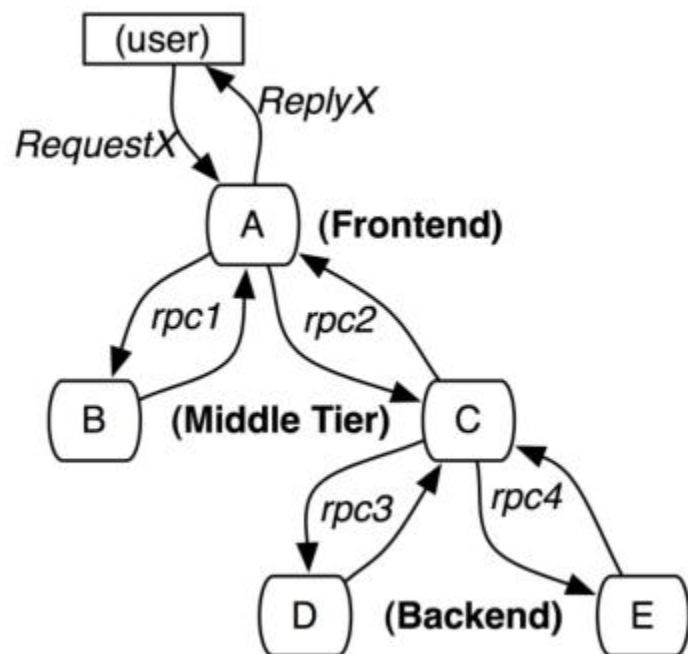 (user)
ReplyX
RequestX
A
(Frontend)
rpc1
rpc2
B
(Middle Tier)
C
rpc3
rpc4
D
(Backend)
E